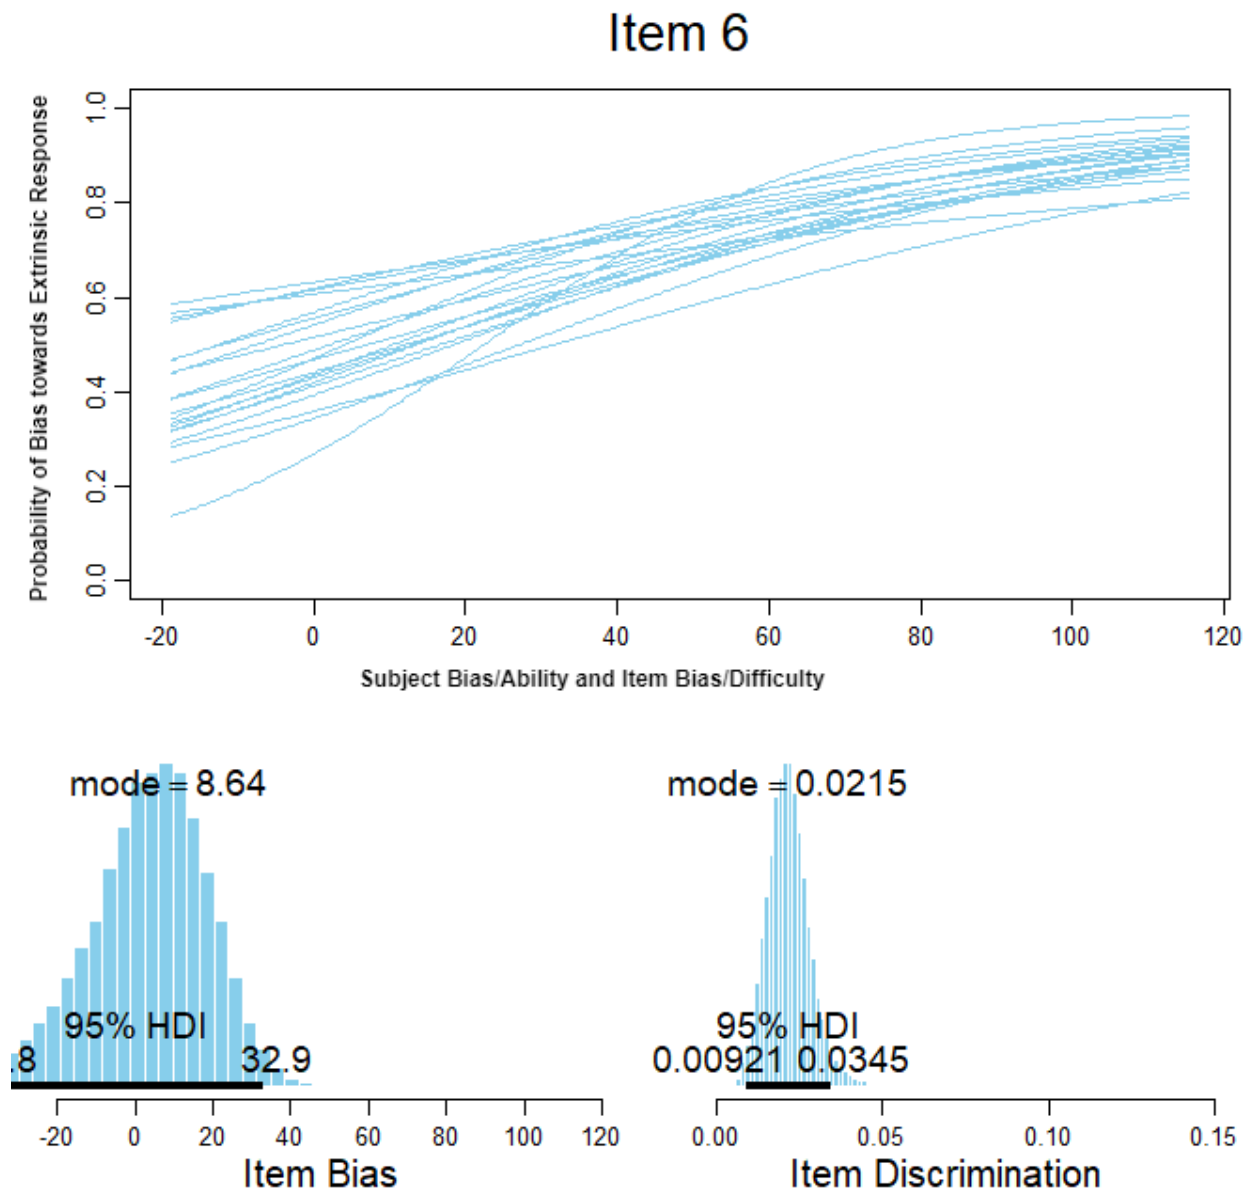 Item 6
Probability of Bias towards Extrinsic Response
1.0
0.8
0.6
0.4
0.2
0.0
-20 0 20 40 60 80 100 120
Subject Bias/Ability and Item Bias/Difficulty
mode = 8.64
95% HDI
.8 32.9
-20 0 20 40 60 80 100 120
Item Bias
mode = 0.0215
95% HDI
0.00921 0.0345
0.00 0.05 0.10 0.15
Item Discrimination